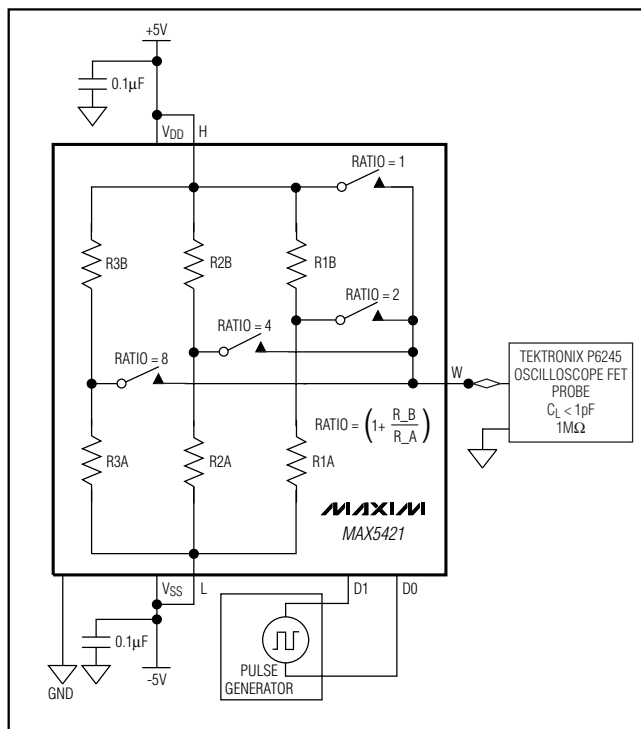 +5V
0.1µF
VDD H
RATIO = 1
R3B
R2B
R1B
RATIO = 2
RATIO = 4
RATIO = 8
W
TEKTRONIX P6245
OSCILLOSCOPE FET
PROBE
CL < 1pF
1MΩ
RATIO = (1+ R_B/R_A)
R3A
R2A
R1A
MAXIM
MAX5421
VSS L D1 D0
0.1µF
GND
-5V
PULSE
GENERATOR